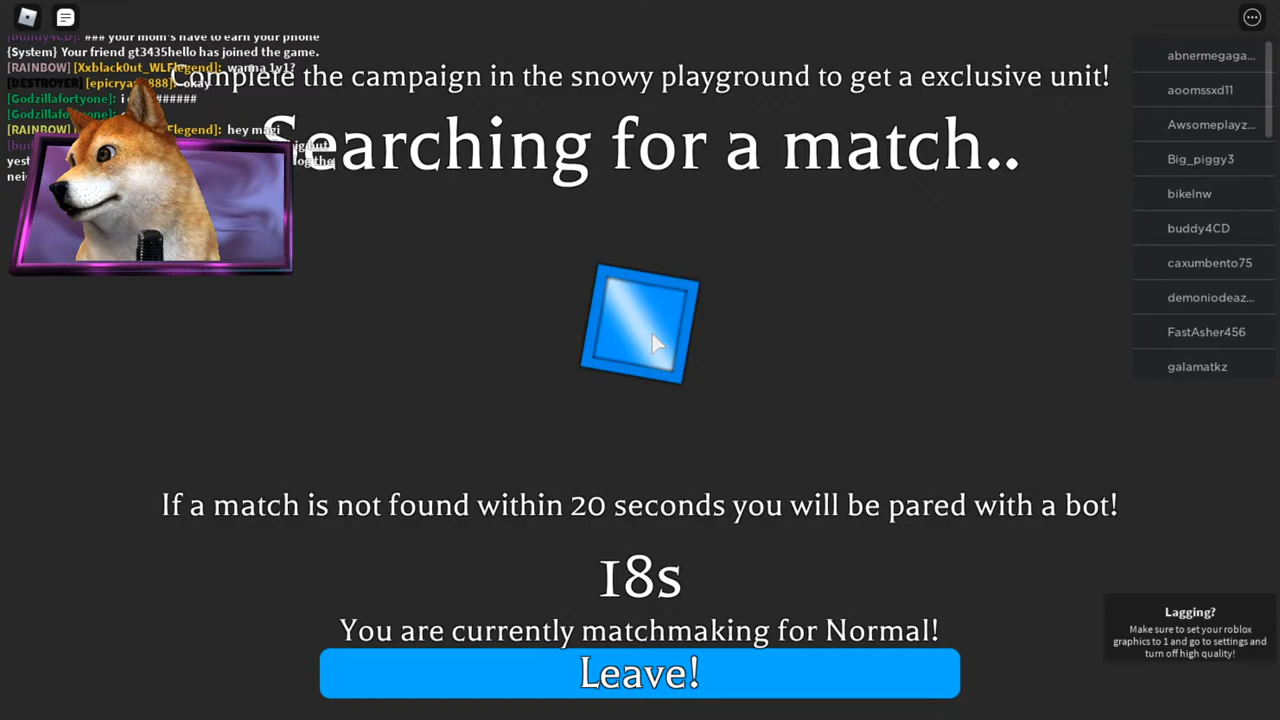 {System} Your friend gt3435hello has joined the game.
[RAINBOW] [Xxblack0ut_WLFlegend]: wanna 1v1?
[DESTROYER] okay
[Godzillafortyone]: i
[RAINBOW] hey magi
Complete the campaign in the snowy playground to get a exclusive unit!
Searching for a match..
If a match is not found within 20 seconds you will be pared with a bot!
18s
You are currently matchmaking for Normal!
Leave!
abnermegaga...
aoomssxd11
Awsomeplayz...
Big_piggy3
bikelnw
buddy4CD
caxumbento75
demoniodeaz...
FastAsher456
galamatkz
Lagging?
Make sure to set your roblox
graphics to 1 and go to settings and
turn off high quality!